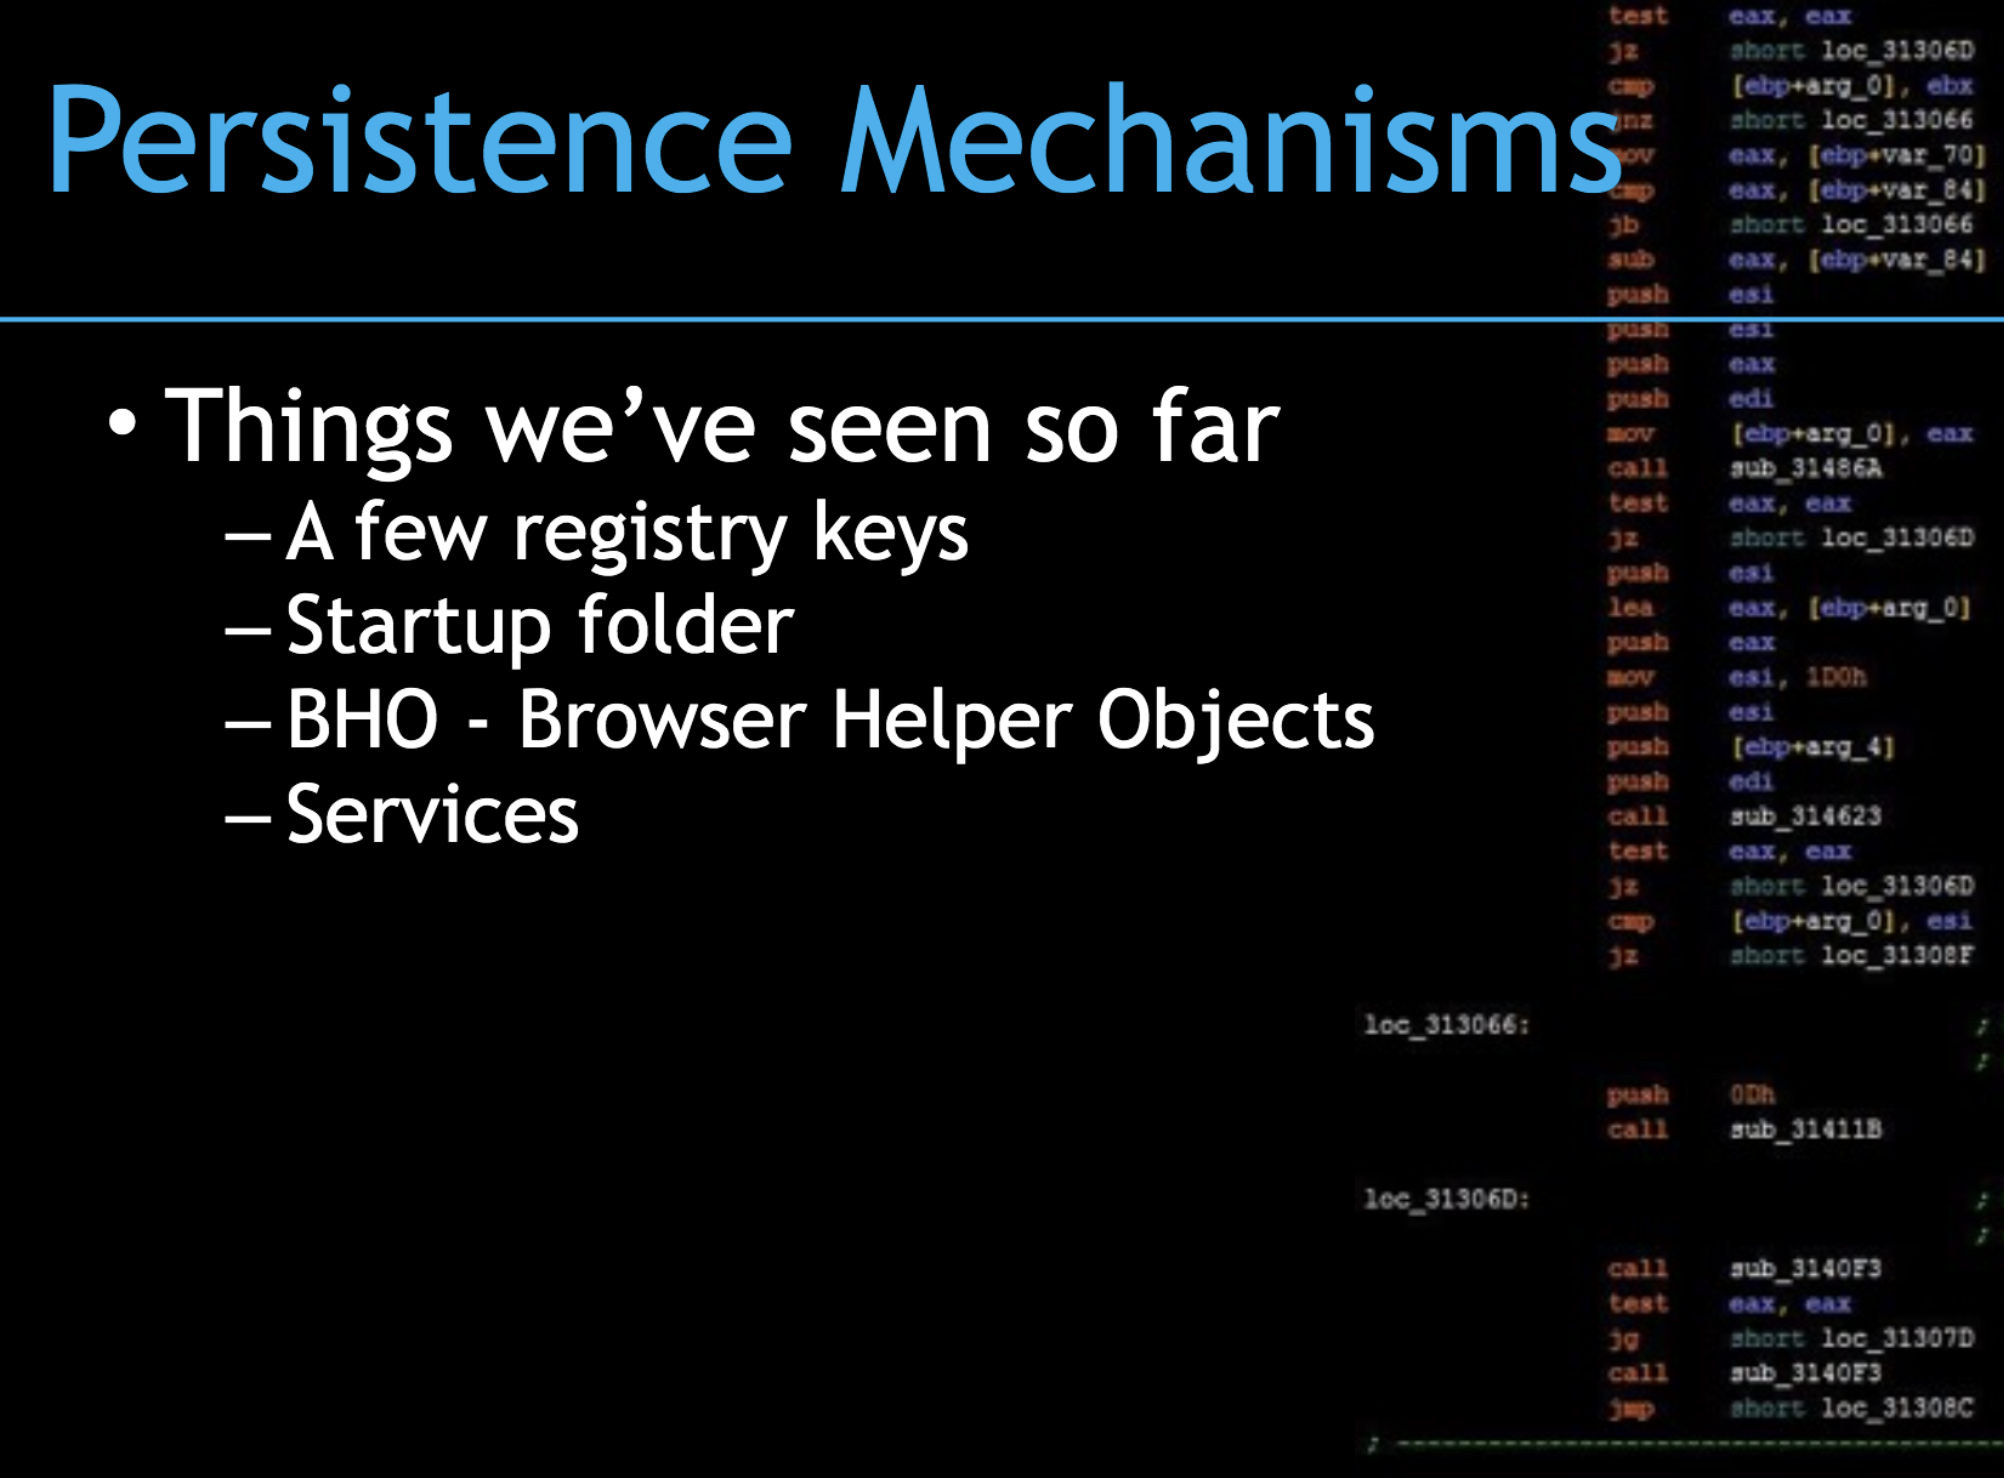 Persistence Mechanisms
• Things we’ve seen so far
– A few registry keys
– Startup folder
– BHO - Browser Helper Objects
– Services
test eax, eax
jz short loc_31306D
cmp [ebp+arg_0], ebx
jnz short loc_313066
mov eax, [ebp+var_70]
cmp eax, [ebp+var_84]
jb short loc_313066
sub eax, [ebp+var_84]
push esi
push esi
push eax
push edi
mov [ebp+arg_0], eax
call sub_31486A
test eax, eax
jz short loc_31306D
push esi
lea eax, [ebp+arg_0]
push eax
mov esi, 1D0h
push esi
push [ebp+arg_4]
push edi
call sub_314623
test eax, eax
jz short loc_31306D
cmp [ebp+arg_0], esi
jz short loc_31308F
loc_313066: ;
;
push 0Dh
call sub_31411B
loc_31306D: ;
;
call sub_3140F3
test eax, eax
jg short loc_31307D
call sub_3140F3
jmp short loc_31308C
; ----------------------------------------